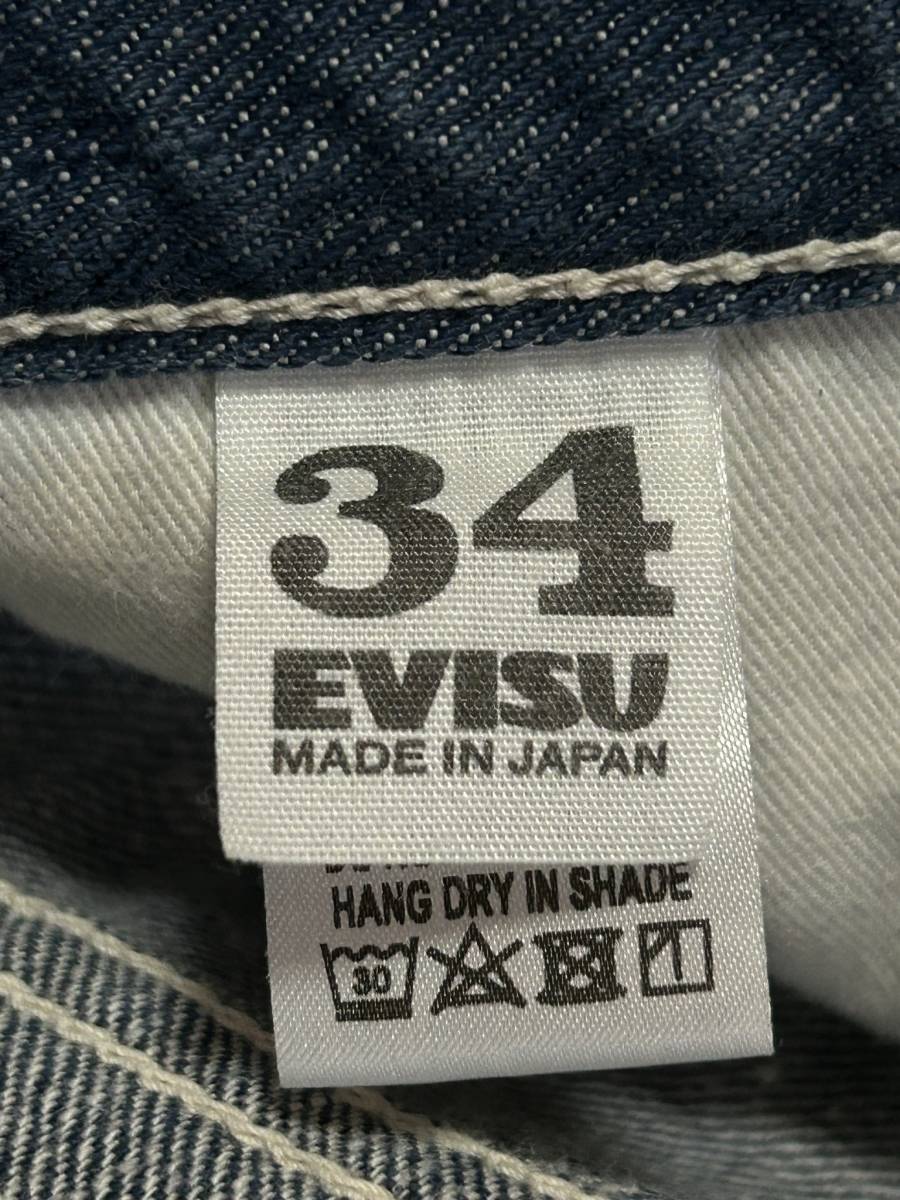 34
EVISU
MADE IN JAPAN
HANG DRY IN SHADE
30